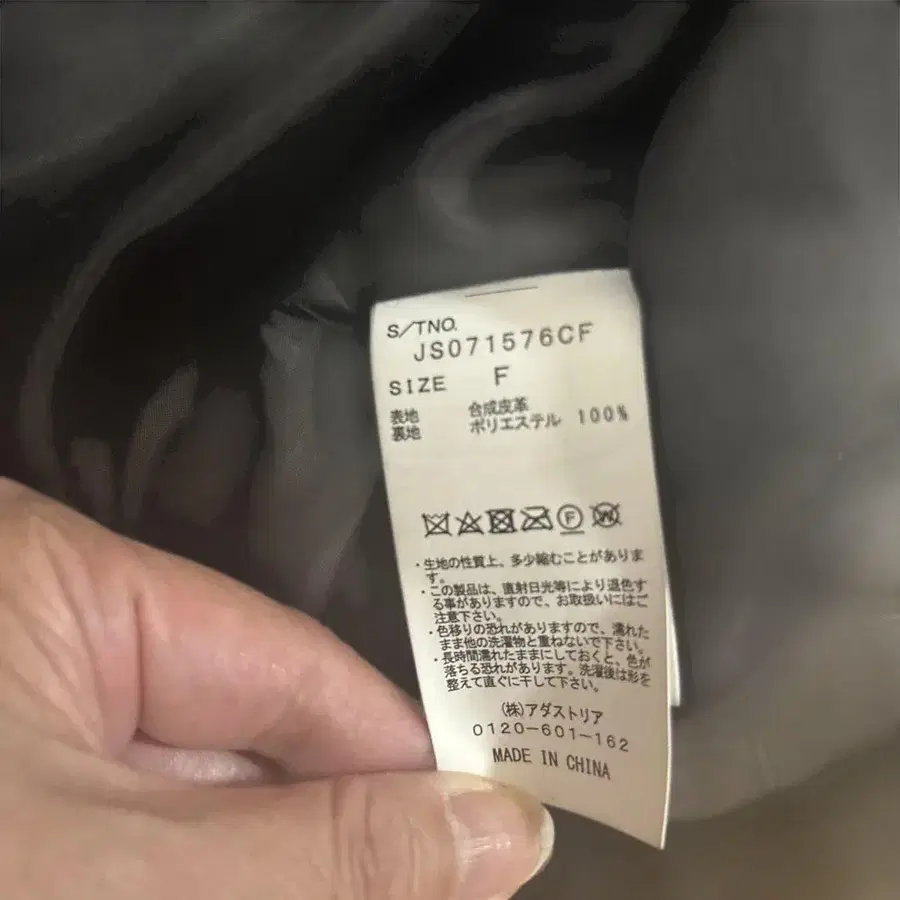 S/TNO.
JS071576CF
SIZE F
表地 合成皮革
裏地 ポリエステル 100%
F
W
・生地の性質上、多少縮むことがありま
す。
・この製品は、直射日光等により退色す
る事がありますので、お取扱いにはご
注意下さい。
・色移りの恐れがありますので、濡れた
まま他の洗濯物と重ねないで下さい。
・長時間濡れたままにしておくと、色が
落ちる恐れがあります。洗濯後は形を
整えて直ぐに干して下さい。
(株)アダストリア
0120-601-162
MADE IN CHINA